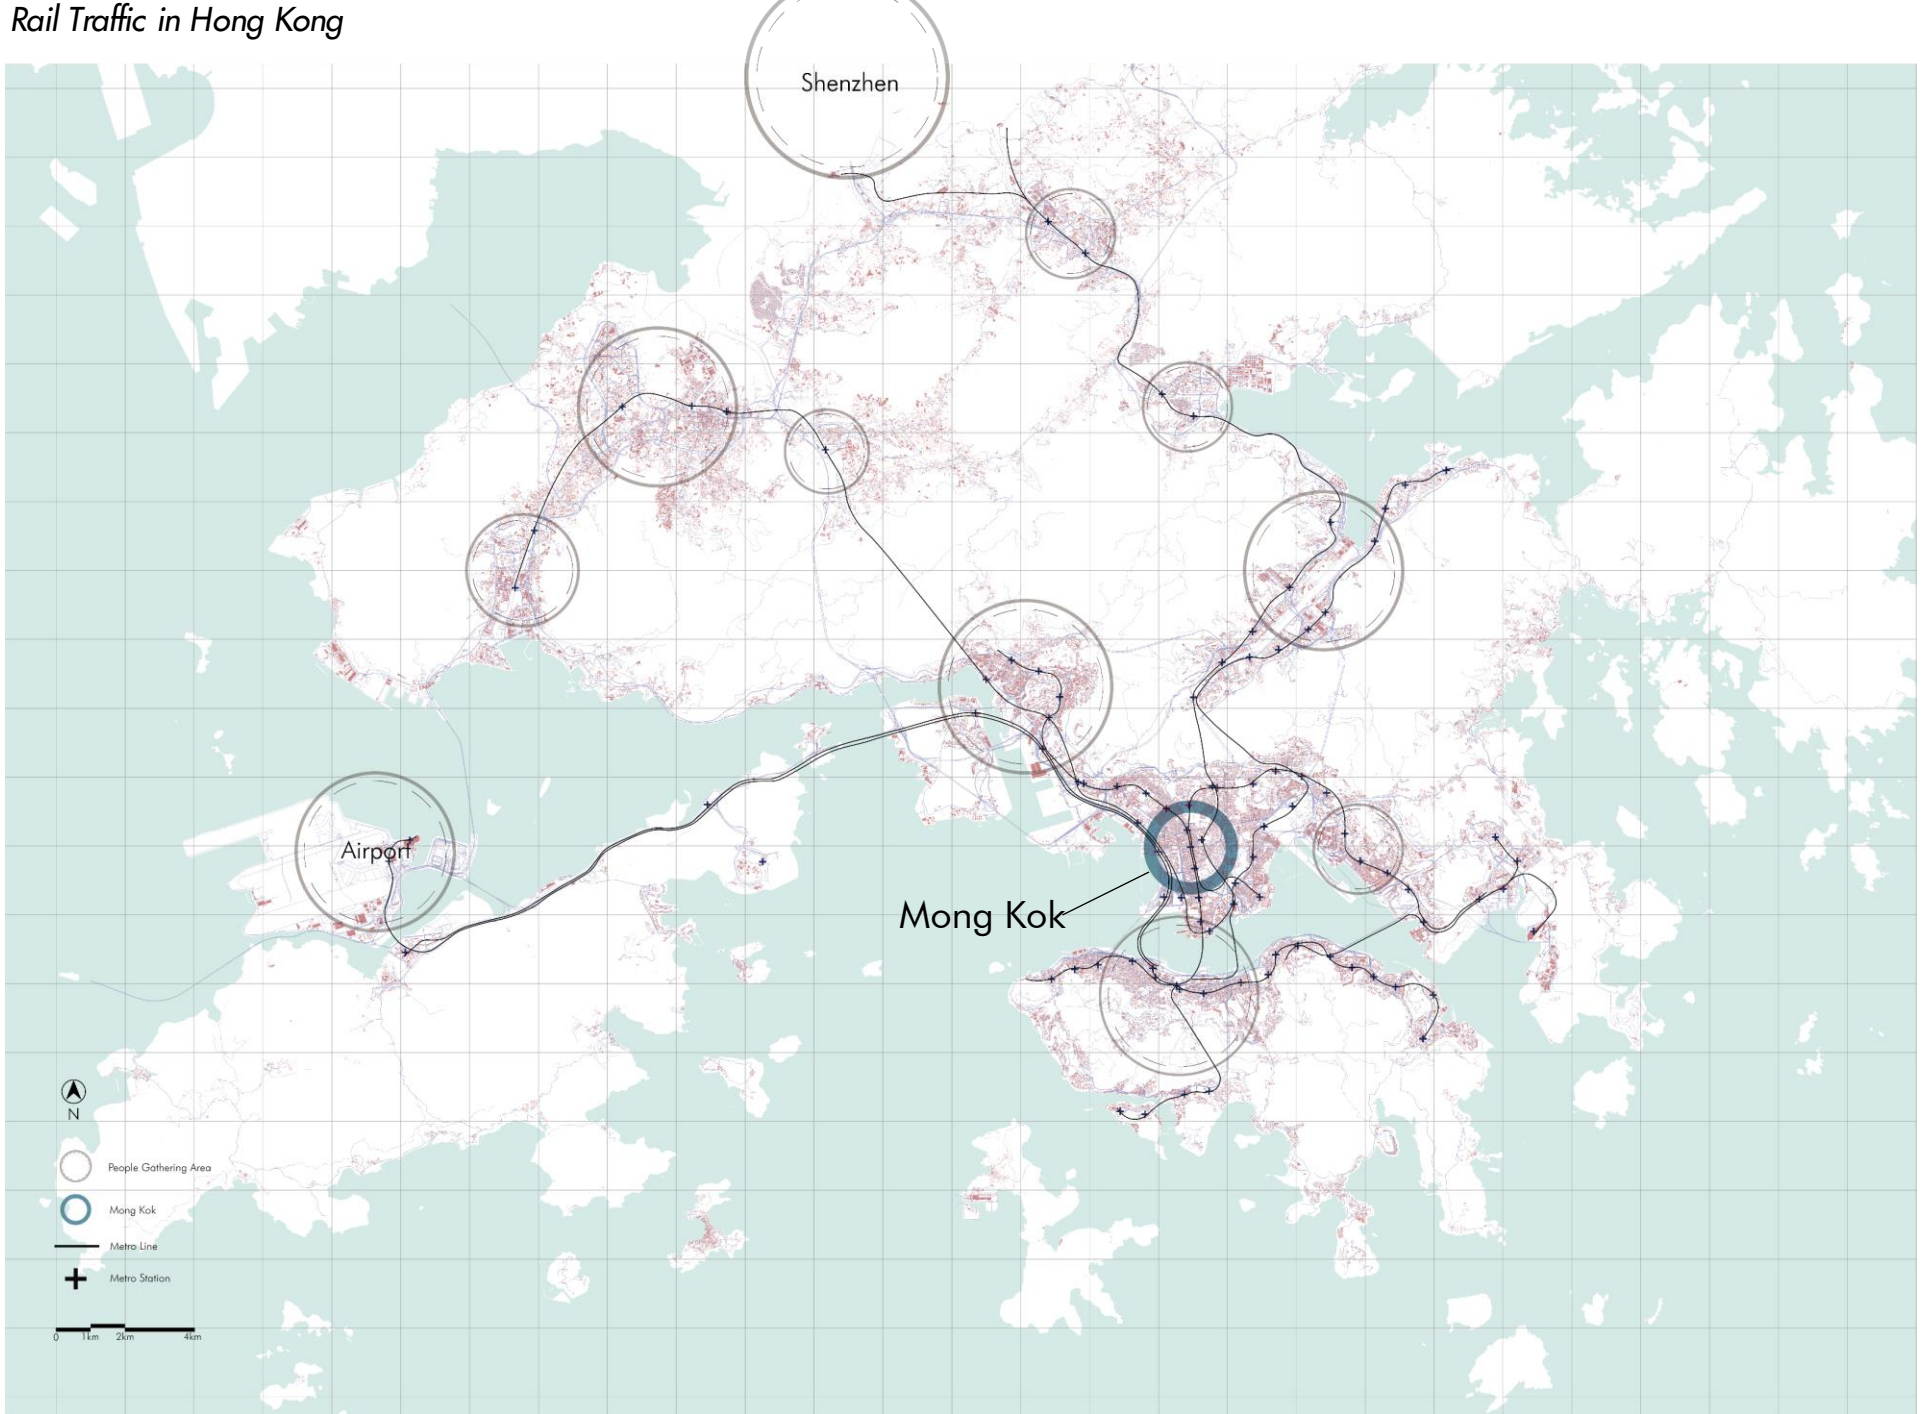 Rail Traffic in Hong Kong
Shenzhen
Airport
Mong Kok
N
People Gathering Area
Mong Kok
Metro Line
Metro Station
0 1km 2km 4km